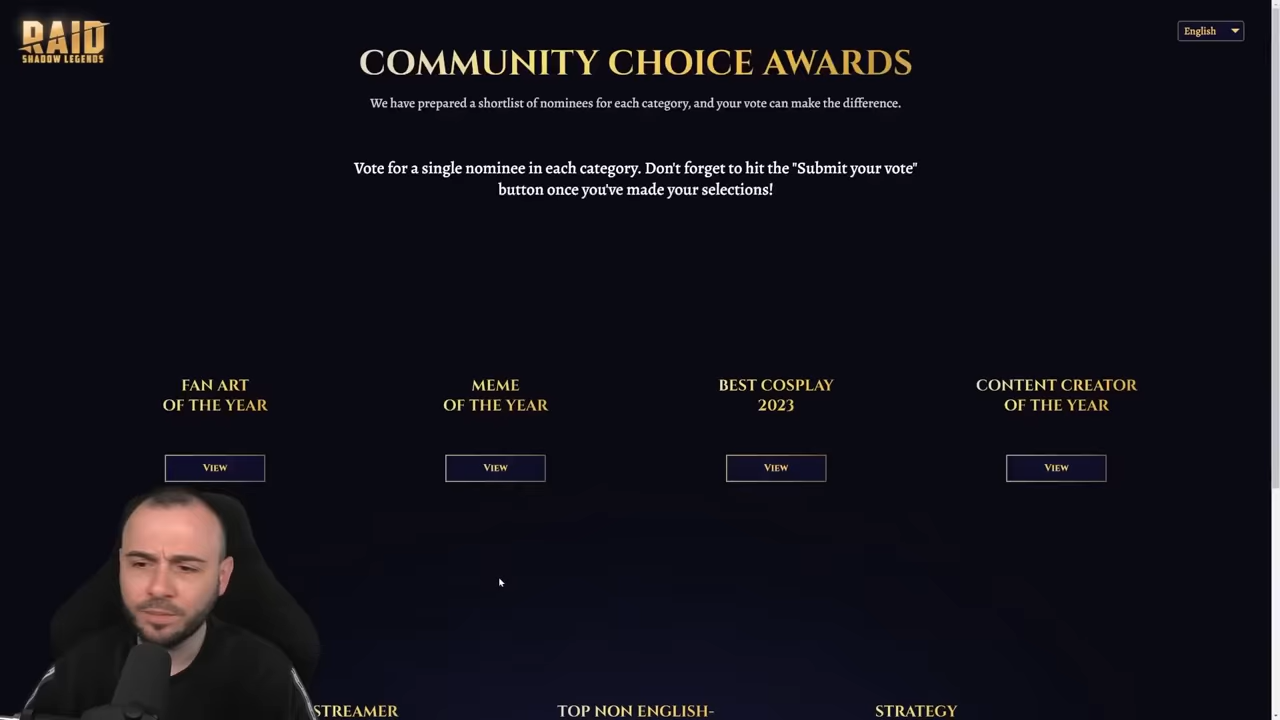 RAID
SHADOW LEGENDS
English
COMMUNITY CHOICE AWARDS
We have prepared a shortlist of nominees for each category, and your vote can make the difference.
Vote for a single nominee in each category. Don't forget to hit the "Submit your vote"
button once you've made your selections!
FAN ART
OF THE YEAR
View
MEME
OF THE YEAR
View
BEST COSPLAY
2023
View
CONTENT CREATOR
OF THE YEAR
View
STREAMER
TOP NON ENGLISH-
STRATEGY